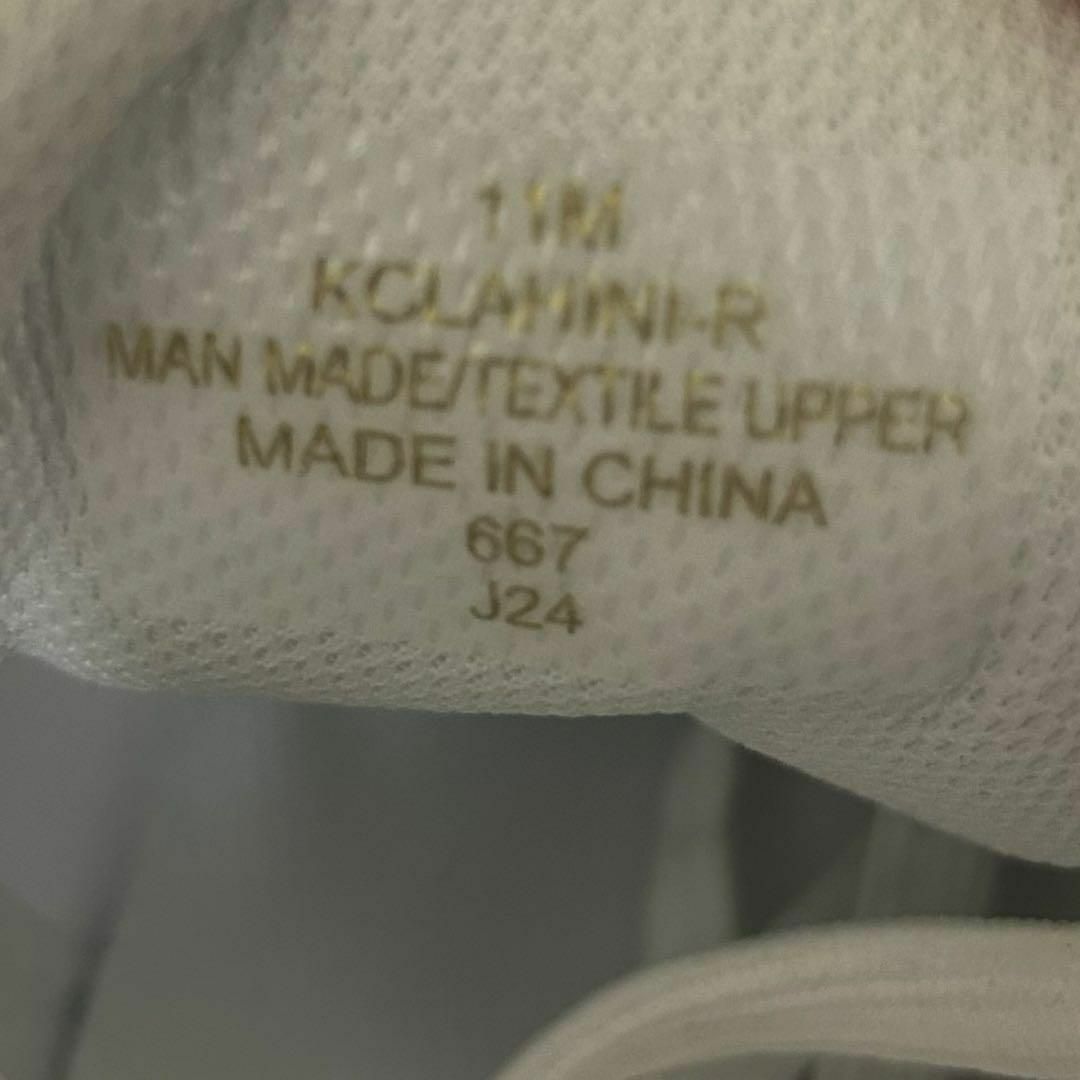 11M
KCLAHINI-R
MAN MADE/TEXTILE UPPER
MADE IN CHINA
667
J24